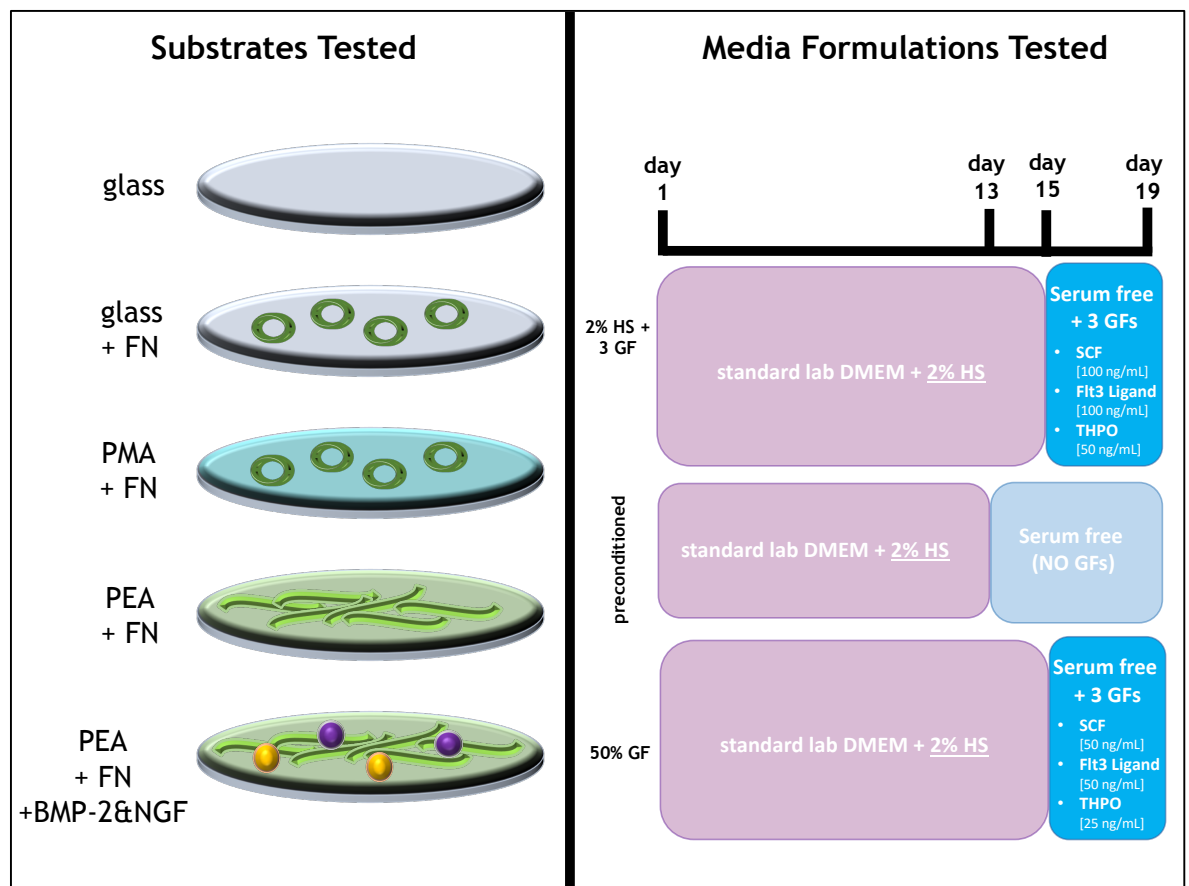 Substrates Tested
glass
glass
+ FN
PMA
+ FN
PEA
+ FN
PEA
+ FN
+BMP-2&NGF
Media Formulations Tested
day
1
day
13
day
15
day
19
2% HS +
3 GF
standard lab DMEM + 2% HS
Serum free
+ 3 GFs
• SCF
[100 ng/mL]
• Flt3 Ligand
[100 ng/mL]
• THPO
[50 ng/mL]
preconditioned
standard lab DMEM + 2% HS
Serum free
(NO GFs)
50% GF
standard lab DMEM + 2% HS
Serum free
+ 3 GFs
• SCF
[50 ng/mL]
• Flt3 Ligand
[50 ng/mL]
• THPO
[25 ng/mL]